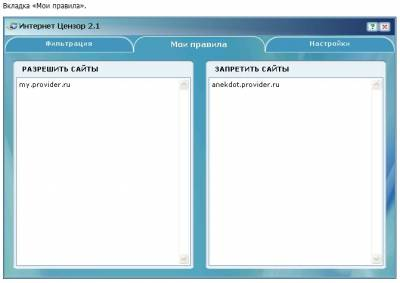 Вкладка «Мои правила».
Интернет Цензор 2.1
Фильтрация
Мои правила
Настройки
РАЗРЕШИТЬ САЙТЫ
ЗАПРЕТИТЬ САЙТЫ
my.provider.ru
anekdot.provider.ru